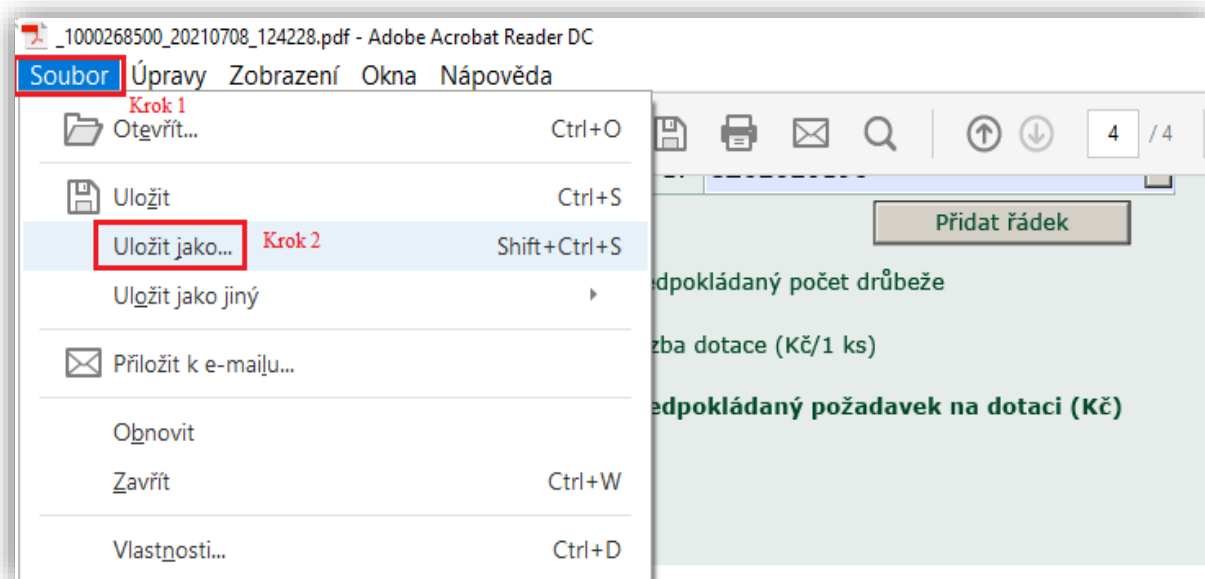 _1000268500_20210708_124228.pdf - Adobe Acrobat Reader DC
Soubor Úpravy Zobrazení Okna Nápověda
Krok 1
Otevřít... Ctrl+O
4 / 4
Uložit Ctrl+S
Přidat řádek
Uložit jako... Krok 2 Shift+Ctrl+S
Uložit jako jiný
edpokládaný počet drůbeže
zba dotace (Kč/1 ks)
Přiložit k e-mailu...
edpokládaný požadavek na dotaci (Kč)
Obnovit
Zavřít Ctrl+W
Vlastnosti... Ctrl+D